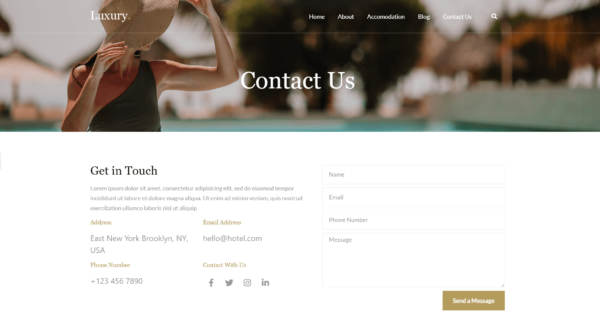 Luxury.
Home About Accomodation Blog Contact Us
Contact Us
Get in Touch
Lorem ipsum dolor sit amet, consectetur adipisicing elit, sed do eiusmod tempor
incididunt ut labore et dolore magna aliqua. Ut enim ad minim veniam, quis nostrud
exercitation ullamco laboris nisi ut aliquip
Address
East New York Brooklyn, NY,
USA
Email Address
hello@hotel.com
Phone Number
+123 456 7890
Connect With Us
Name
Email
Phone Number
Message
Send a Message